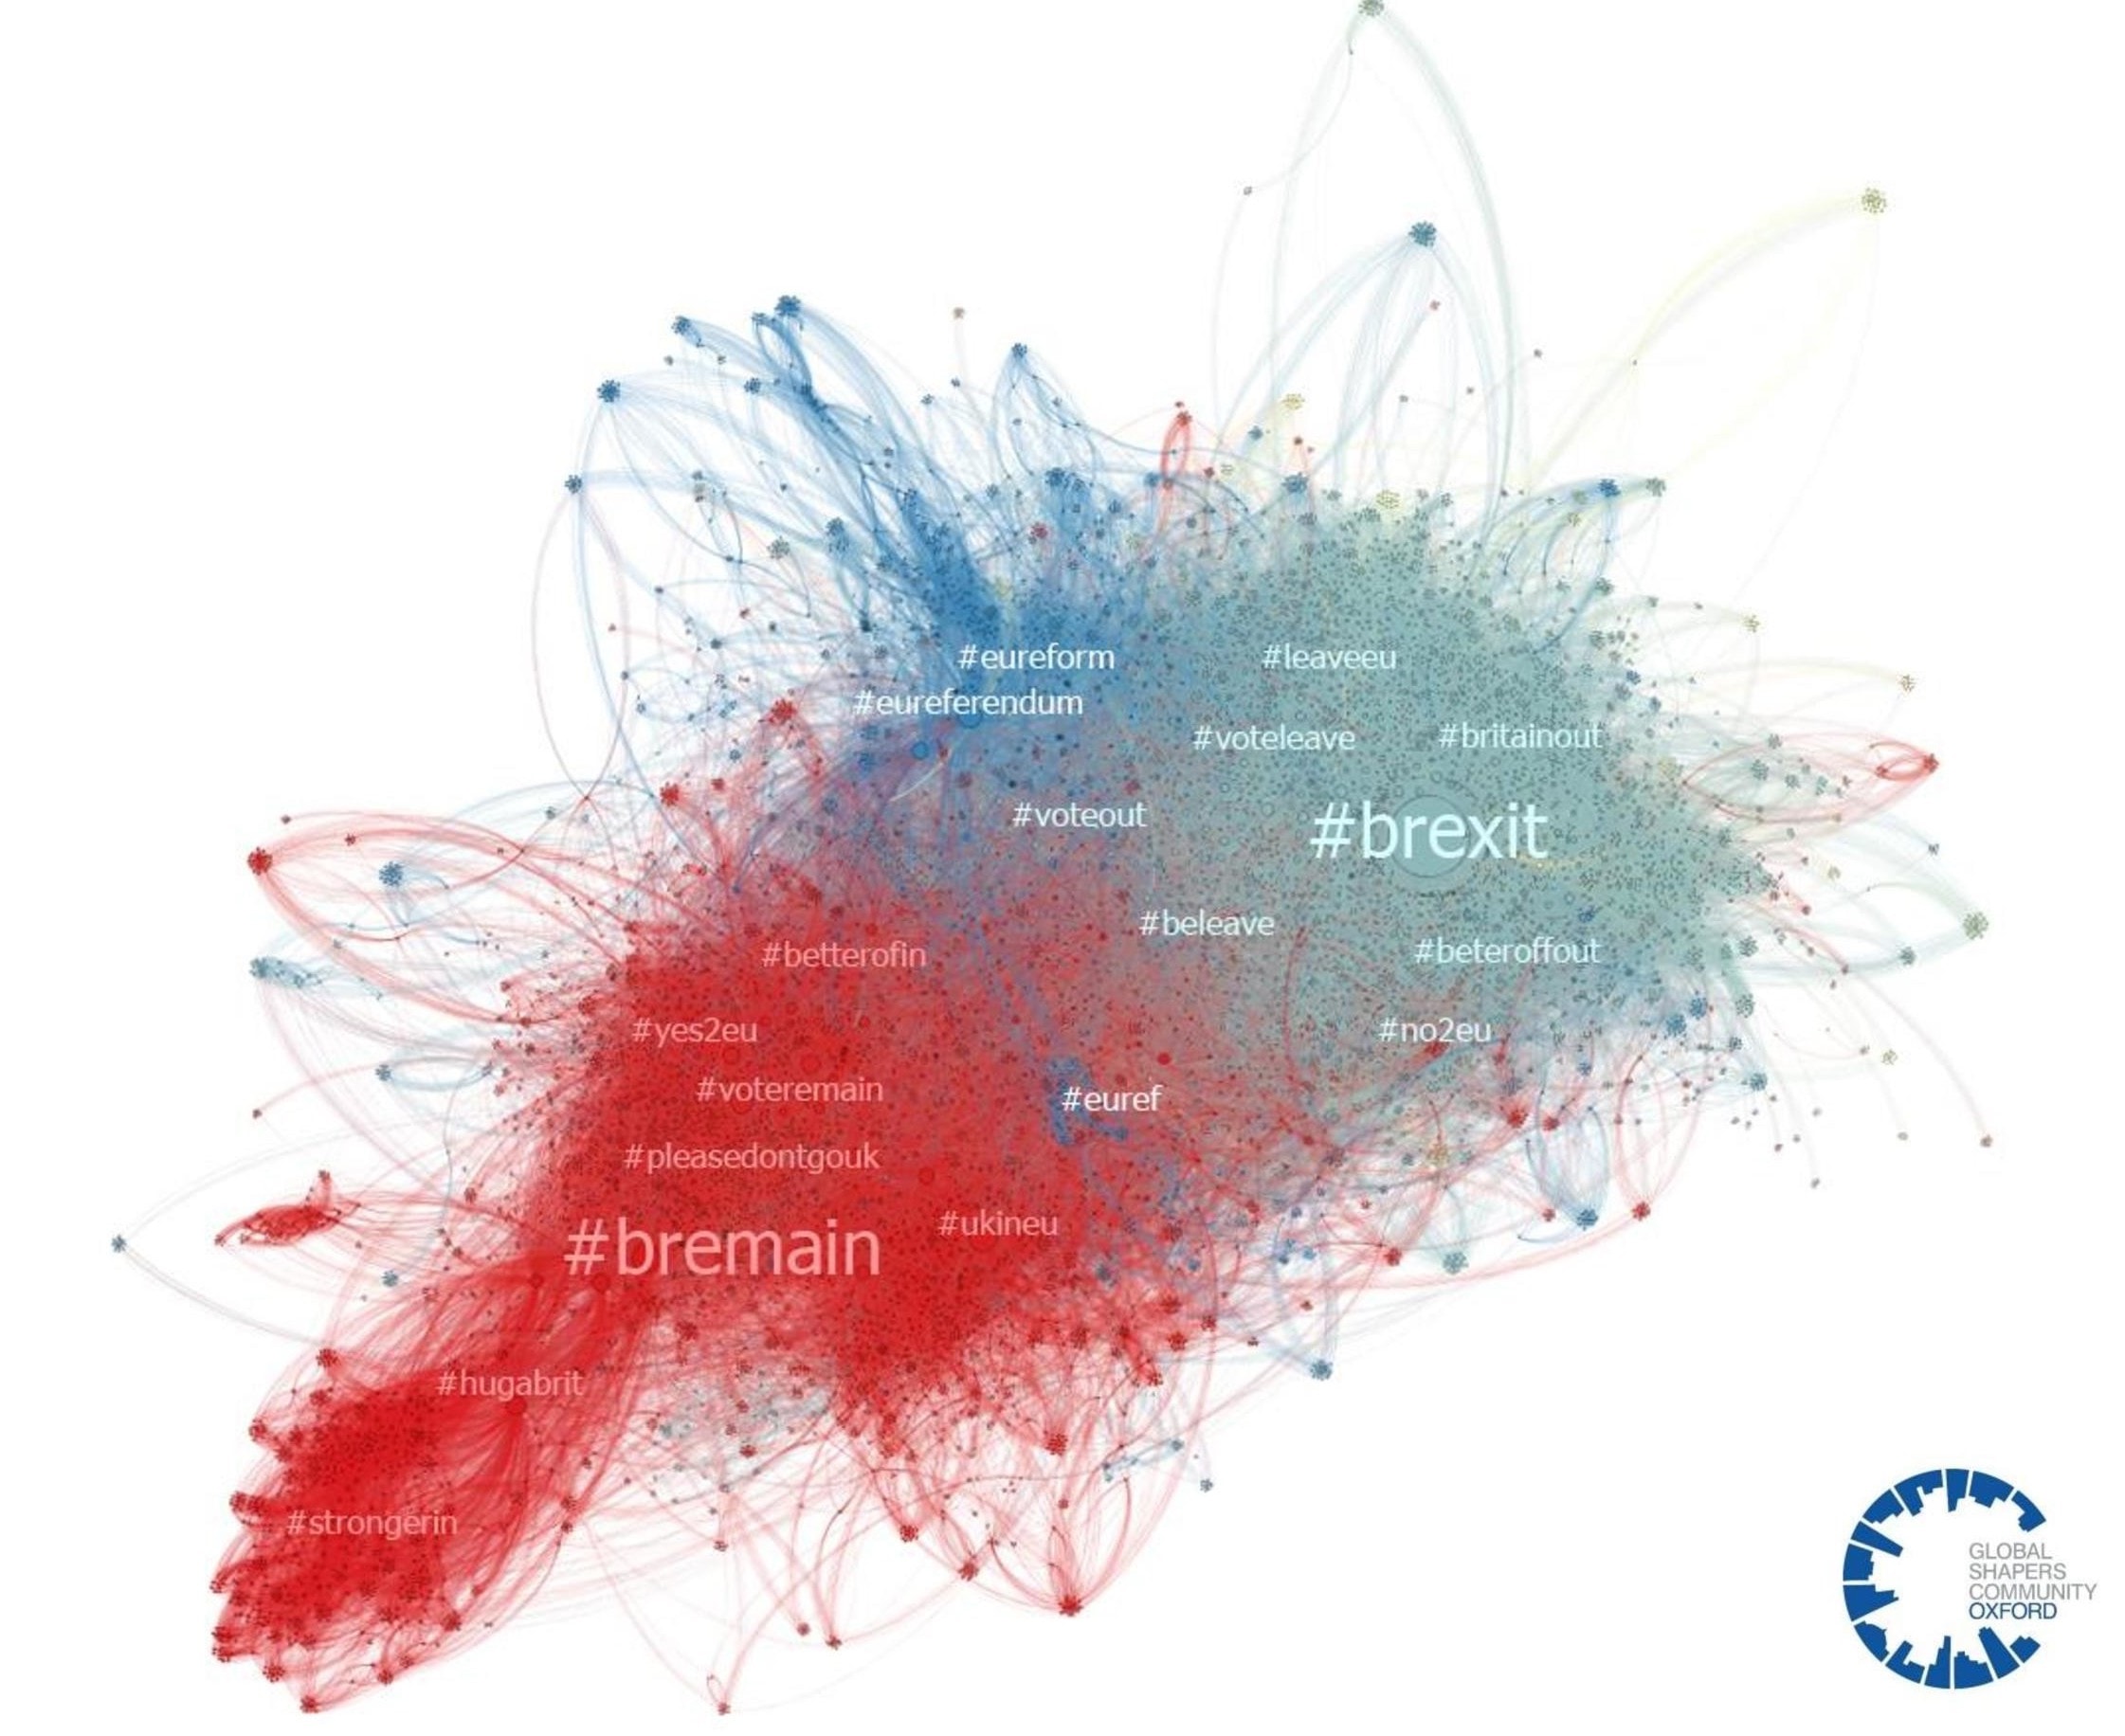 #eureform
#leaveeu
#eureferendum
#voteleave
#britainout
#voteout
#brexit
#beleave
#betterofin
#beteroffout
#yes2eu
#no2eu
#voteremain
#euref
#pleasedontgouk
#bremain
#ukineu
#hugabrit
#strongerin
GLOBAL
SHAPERS
COMMUNITY
OXFORD